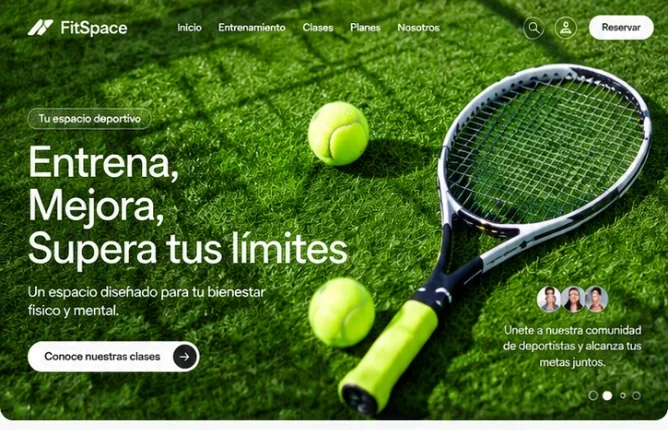 FitSpace
Inicio Entrenamiento Clases Planes Nosotros
Reservar
Tu espacio deportivo
Entrena,
Mejora,
Supera tus límites
Un espacio diseñado para tu bienestar
físico y mental.
Conoce nuestras clases
Únete a nuestra comunidad
de deportistas y alcanza tus
metas juntos.